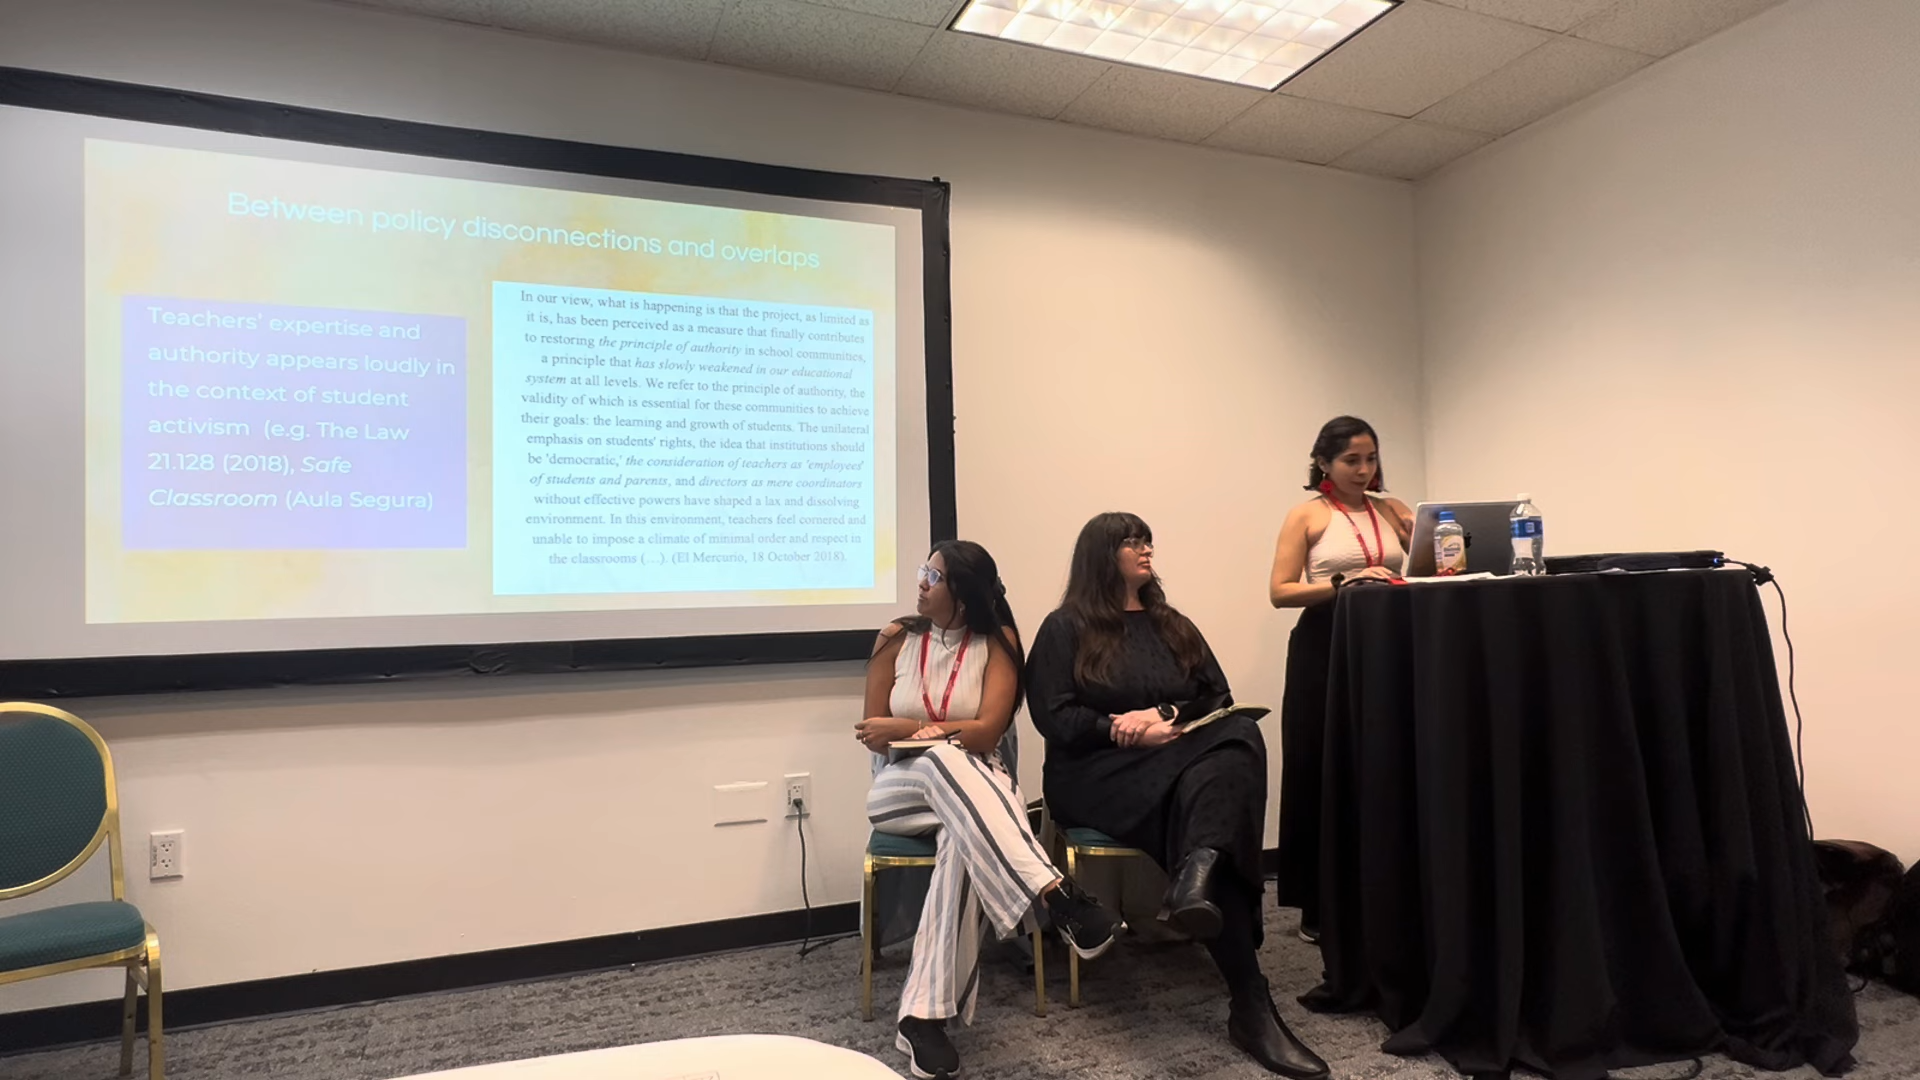 Between policy disconnections and overlaps
Teachers' expertise and
authority appears loudly in
the context of student
activism (e.g. The Law
21.128 (2018), Safe
Classroom (Aula Segura)
In our view, what is happening is that the project, as limited as
it is, has been perceived as a measure that finally contributes
to restoring the principle of authority in school communities,
a principle that has slowly weakened in our educational
system at all levels. We refer to the principle of authority, the
validity of which is essential for these communities to achieve
their goals: the learning and growth of students. The unilateral
emphasis on students' rights, the idea that institutions should
be 'democratic,' the consideration of teachers as 'employees'
of students and parents, and directors as mere coordinators
without effective powers have shaped a lax and dissolving
environment. In this environment, teachers feel cornered and
unable to impose a climate of minimal order and respect in
the classrooms (…). (El Mercurio, 18 October 2018).